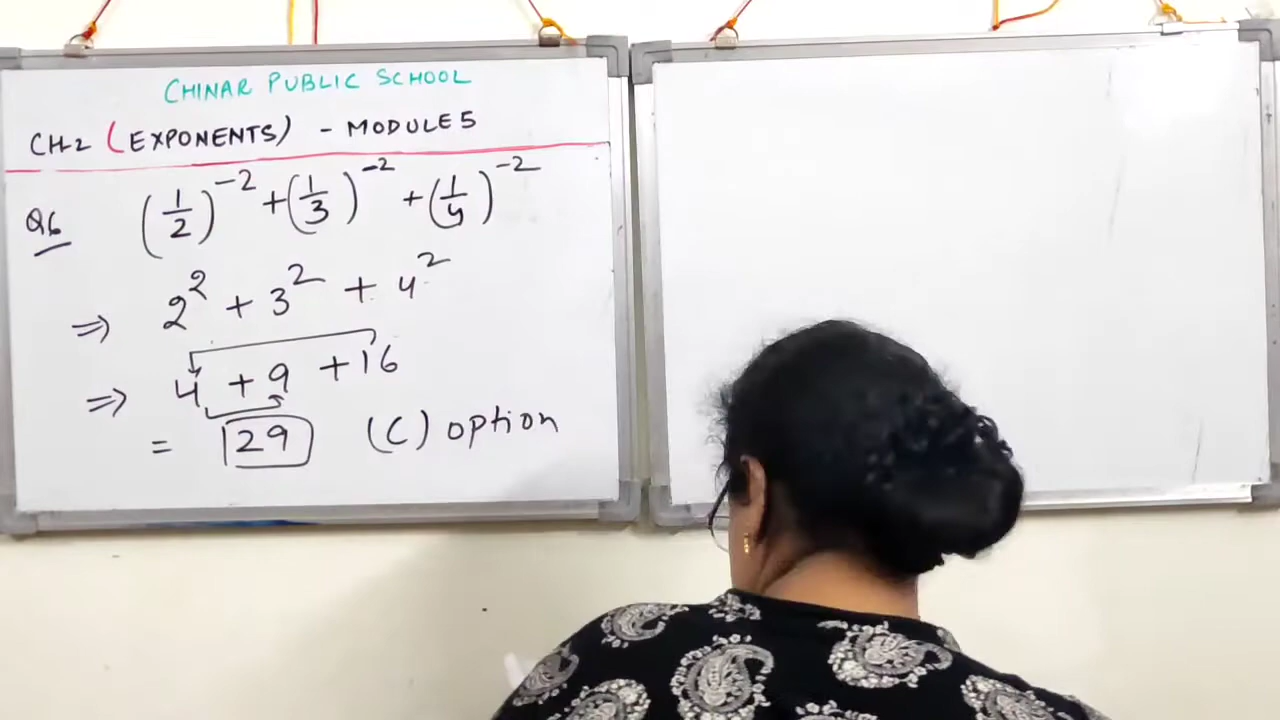 CHINAR PUBLIC SCHOOL
CH-2 (EXPONENTS) - MODULE 5
Q6 (1/2)^-2 + (1/3)^-2 + (1/4)^-2
⇒ 2^2 + 3^2 + 4^2
⇒ 4 + 9 + 16
= 29 (C) option